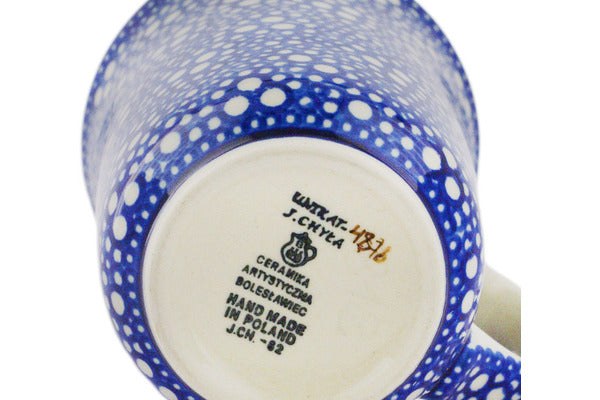 UNIKAT-4876
J. CHYŁA
CERAMIKA
ARTYSTYCZNA
BOLESŁAWIEC
HAND MADE
IN POLAND
J.CH. -82